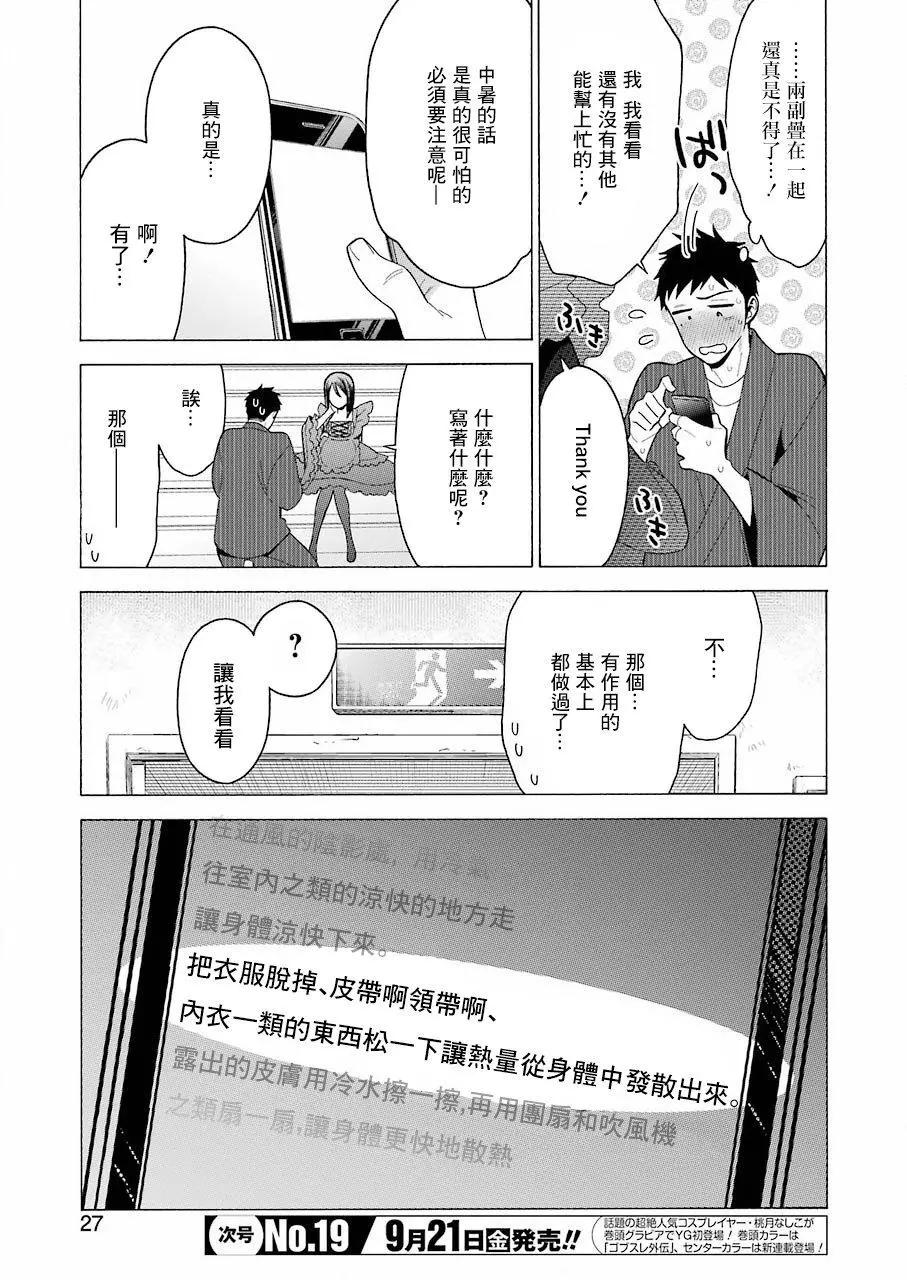 ……兩副疊在一起
還真是不得了…！
ぽっ
我 我看看
還有沒有其他
能幫上忙的…！
ふき
Thank you
ふき
中暑的話
是真的很可怕的
必須要注意呢—
真的是…
啊！
有了…
什麼什麼？
寫著什麼呢？
誒…
那個——
不…
那個…
有作用的
基本上
都做過了…
？
讓我看看
在通風的陰影處，用冷氣
往室內之類的涼快的地方走
讓身體涼快下來。
把衣服脫掉、皮帶啊領帶啊、
內衣一類的東西松一下讓熱量從身體中發散出來。
露出的皮膚用冷水擦一擦,再用團扇和吹風機
之類扇一扇,讓身體更快地散熱
27
次号 No.19 / 9月21日金発売!!
話題の超絶人気コスプレイヤー・桃月なしこが
巻頭グラビアでYG初登場！ 巻頭カラーは
「ゴブスレ外伝」、センターカラーは新連載登場！